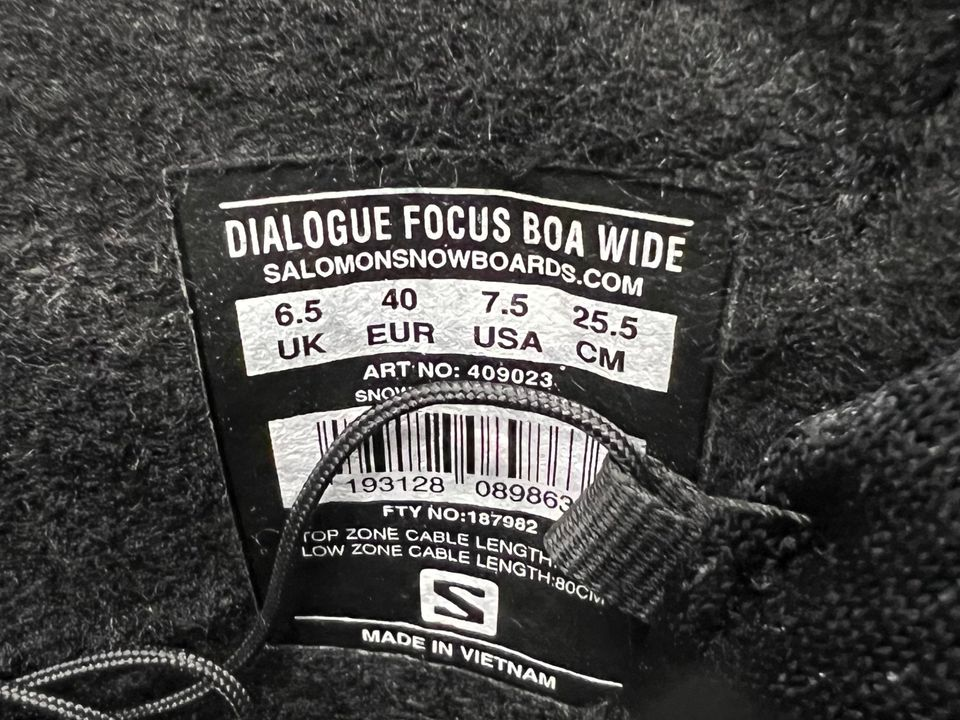 DIALOGUE FOCUS BOA WIDE
SALOMONSNOWBOARDS.COM
6.5 40 7.5 25.5
UK EUR USA CM
ART NO: 409023
193128 089863
FTY NO:187982
TOP ZONE CABLE LENGTH:
LOW ZONE CABLE LENGTH:80CM
S
MADE IN VIETNAM